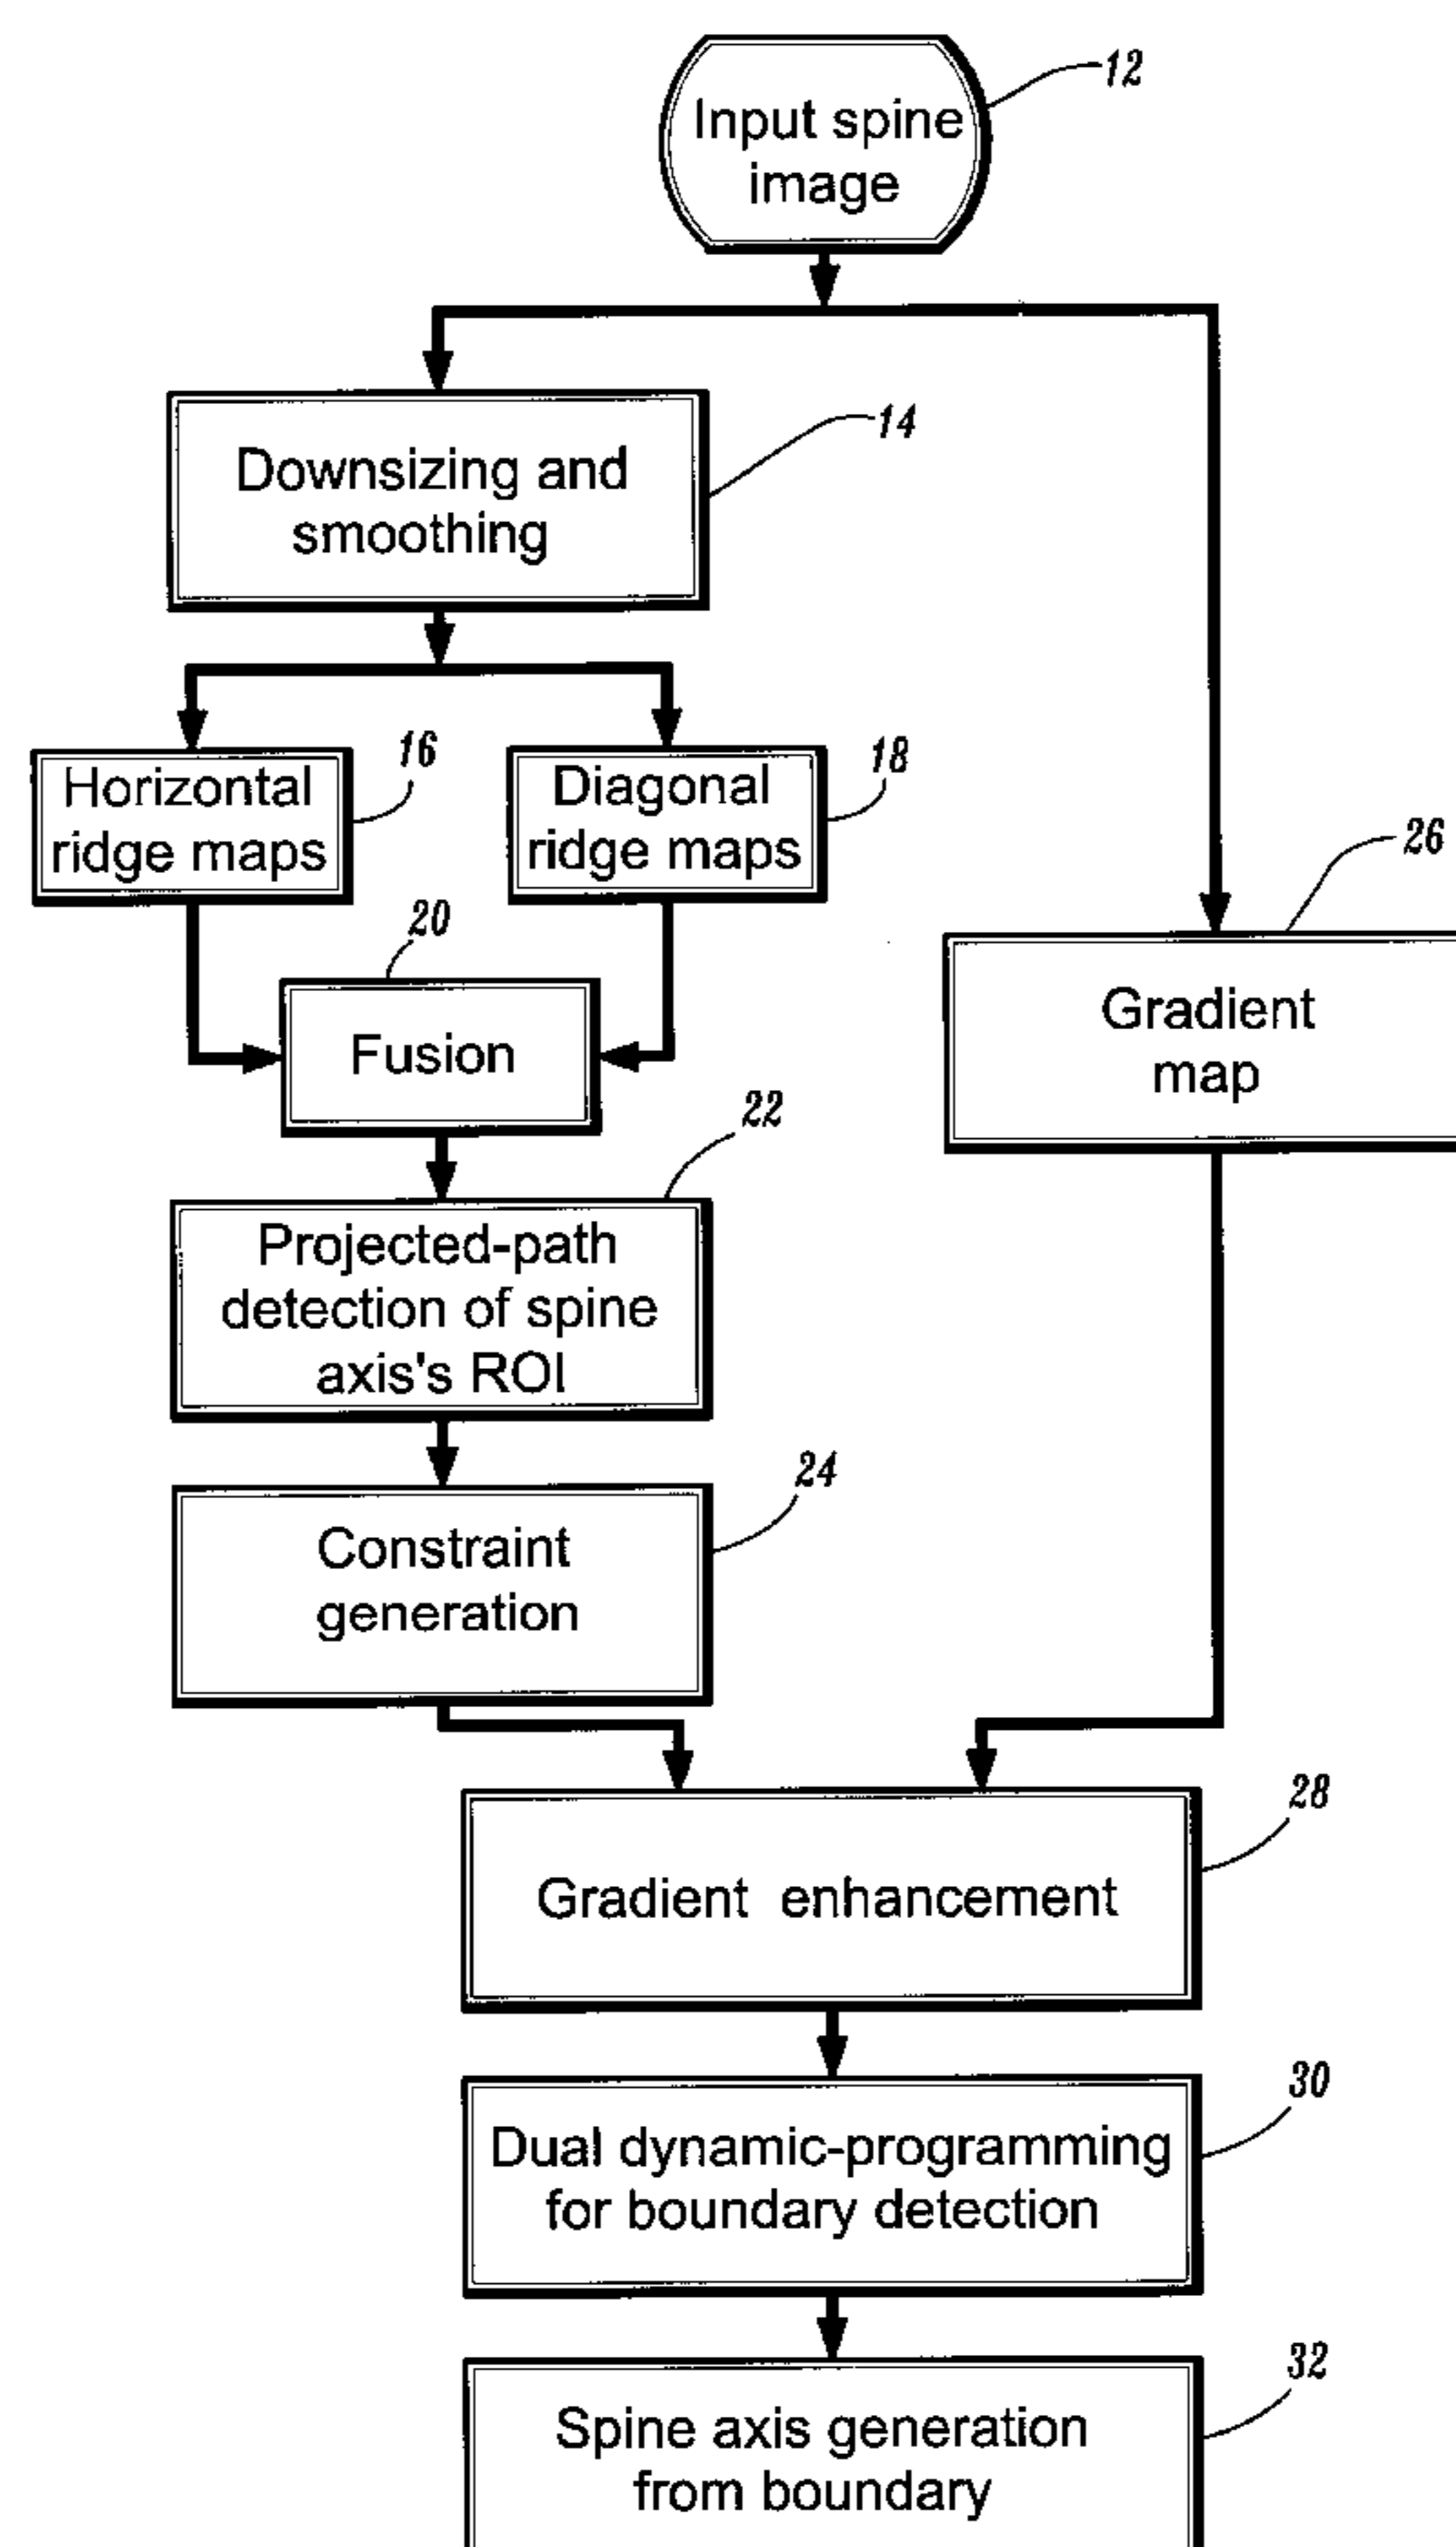 Input spine
image
12
Downsizing and
smoothing
14
Horizontal
ridge maps
16
Diagonal
ridge maps
18
20
Fusion
26
Gradient
map
22
Projected-path
detection of spine
axis's ROI
24
Constraint
generation
28
Gradient enhancement
30
Dual dynamic-programming
for boundary detection
32
Spine axis generation
from boundary